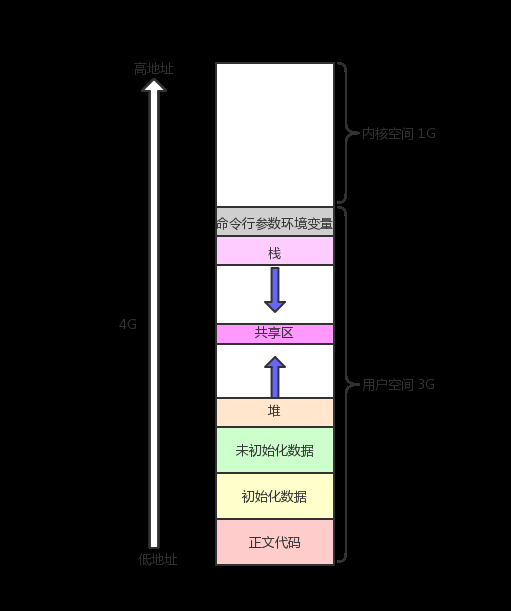 高地址
内核空间 1G
命令行参数环境变量
栈
4G
共享区
用户空间 3G
堆
未初始化数据
初始化数据
正文代码
低地址